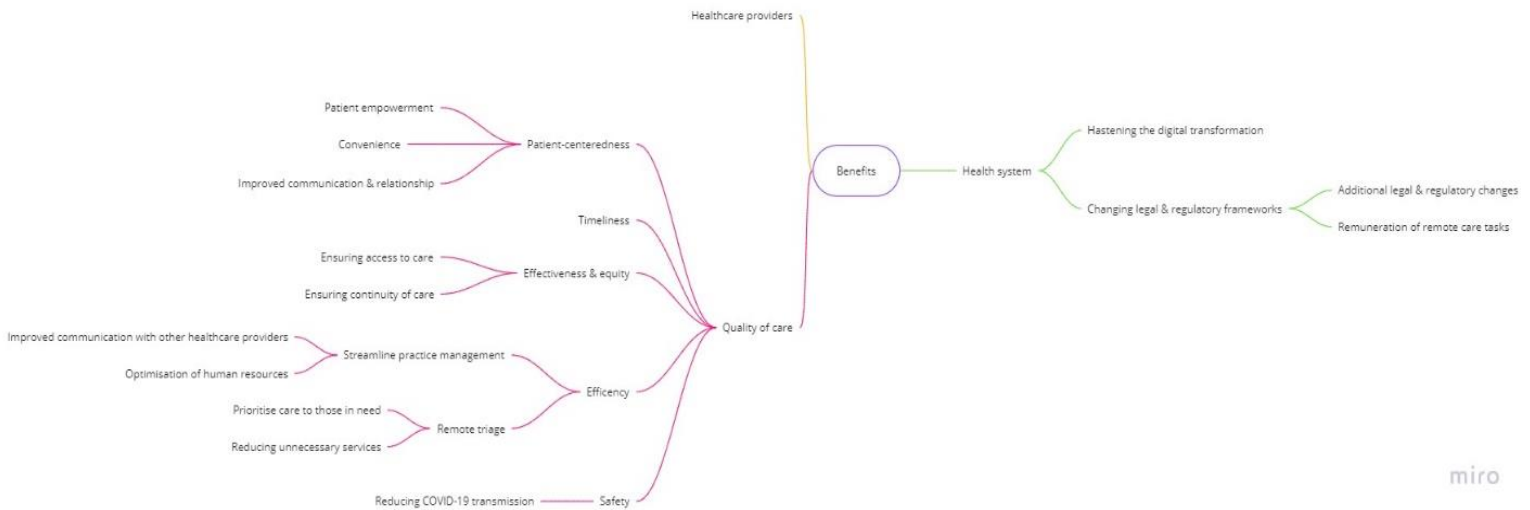 Healthcare providers
Patient empowerment
Convenience
Improved communication & relationship
Patient-centeredness
Timeliness
Ensuring access to care
Ensuring continuity of care
Effectiveness & equity
Improved communication with other healthcare providers
Optimisation of human resources
Streamline practice management
Prioritise care to those in need
Reducing unnecessary services
Remote triage
Efficency
Reducing COVID-19 transmission
Safety
Quality of care
Benefits
Health system
Hastening the digital transformation
Changing legal & regulatory frameworks
Additional legal & regulatory changes
Remuneration of remote care tasks
miro